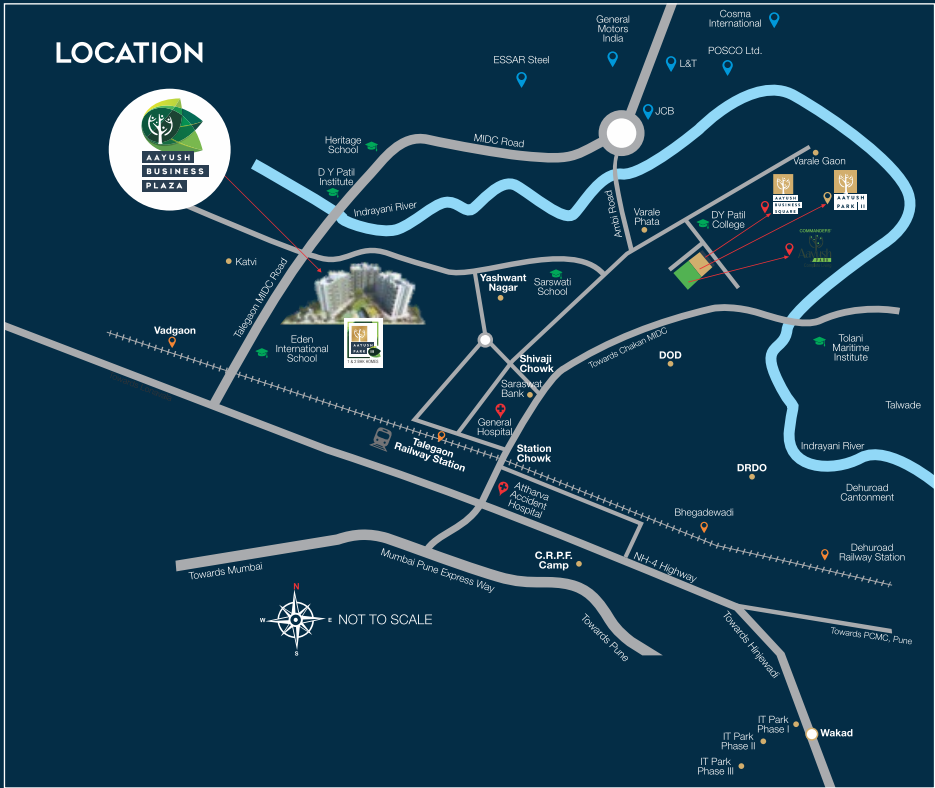 LOCATION
General
Motors
India
Cosma
International
ESSAR Steel
L&T
POSCO Ltd.
JCB
AAYUSH
BUSINESS
PLAZA
Heritage
School
MIDC Road
D Y Patil
Institute
Indrayani River
Ambi Road
Varale
Phata
DY Patil
College
Varale Gaon
AAYUSH
BUSINESS
SQUARE
AAYUSH
PARK II
COMMANDERS'
PARK
Katvi
Talegaon MIDC Road
Yashwant
Nagar
Sarswati
School
Vadgaon
Eden
International
School
AAYUSH
PARK
Shivaji
Chowk
Towards Chakan MIDC
DOD
Tolani
Maritime
Institute
Saraswat
Bank
General
Hospital
Talwade
Talegaon
Railway Station
Station
Chowk
Indrayani River
DRDO
Dehuroad
Cantonment
Attharva
Accident
Hospital
Bhegadewadi
Dehuroad
Railway Station
Towards Mumbai
Mumbai Pune Express Way
C.R.P.F.
Camp
NH-4 Highway
N
W
E
S
NOT TO SCALE
Towards Pune
Towards Hinjewadi
Towards PCMC, Pune
IT Park
Phase I
Wakad
IT Park
Phase II
IT Park
Phase III